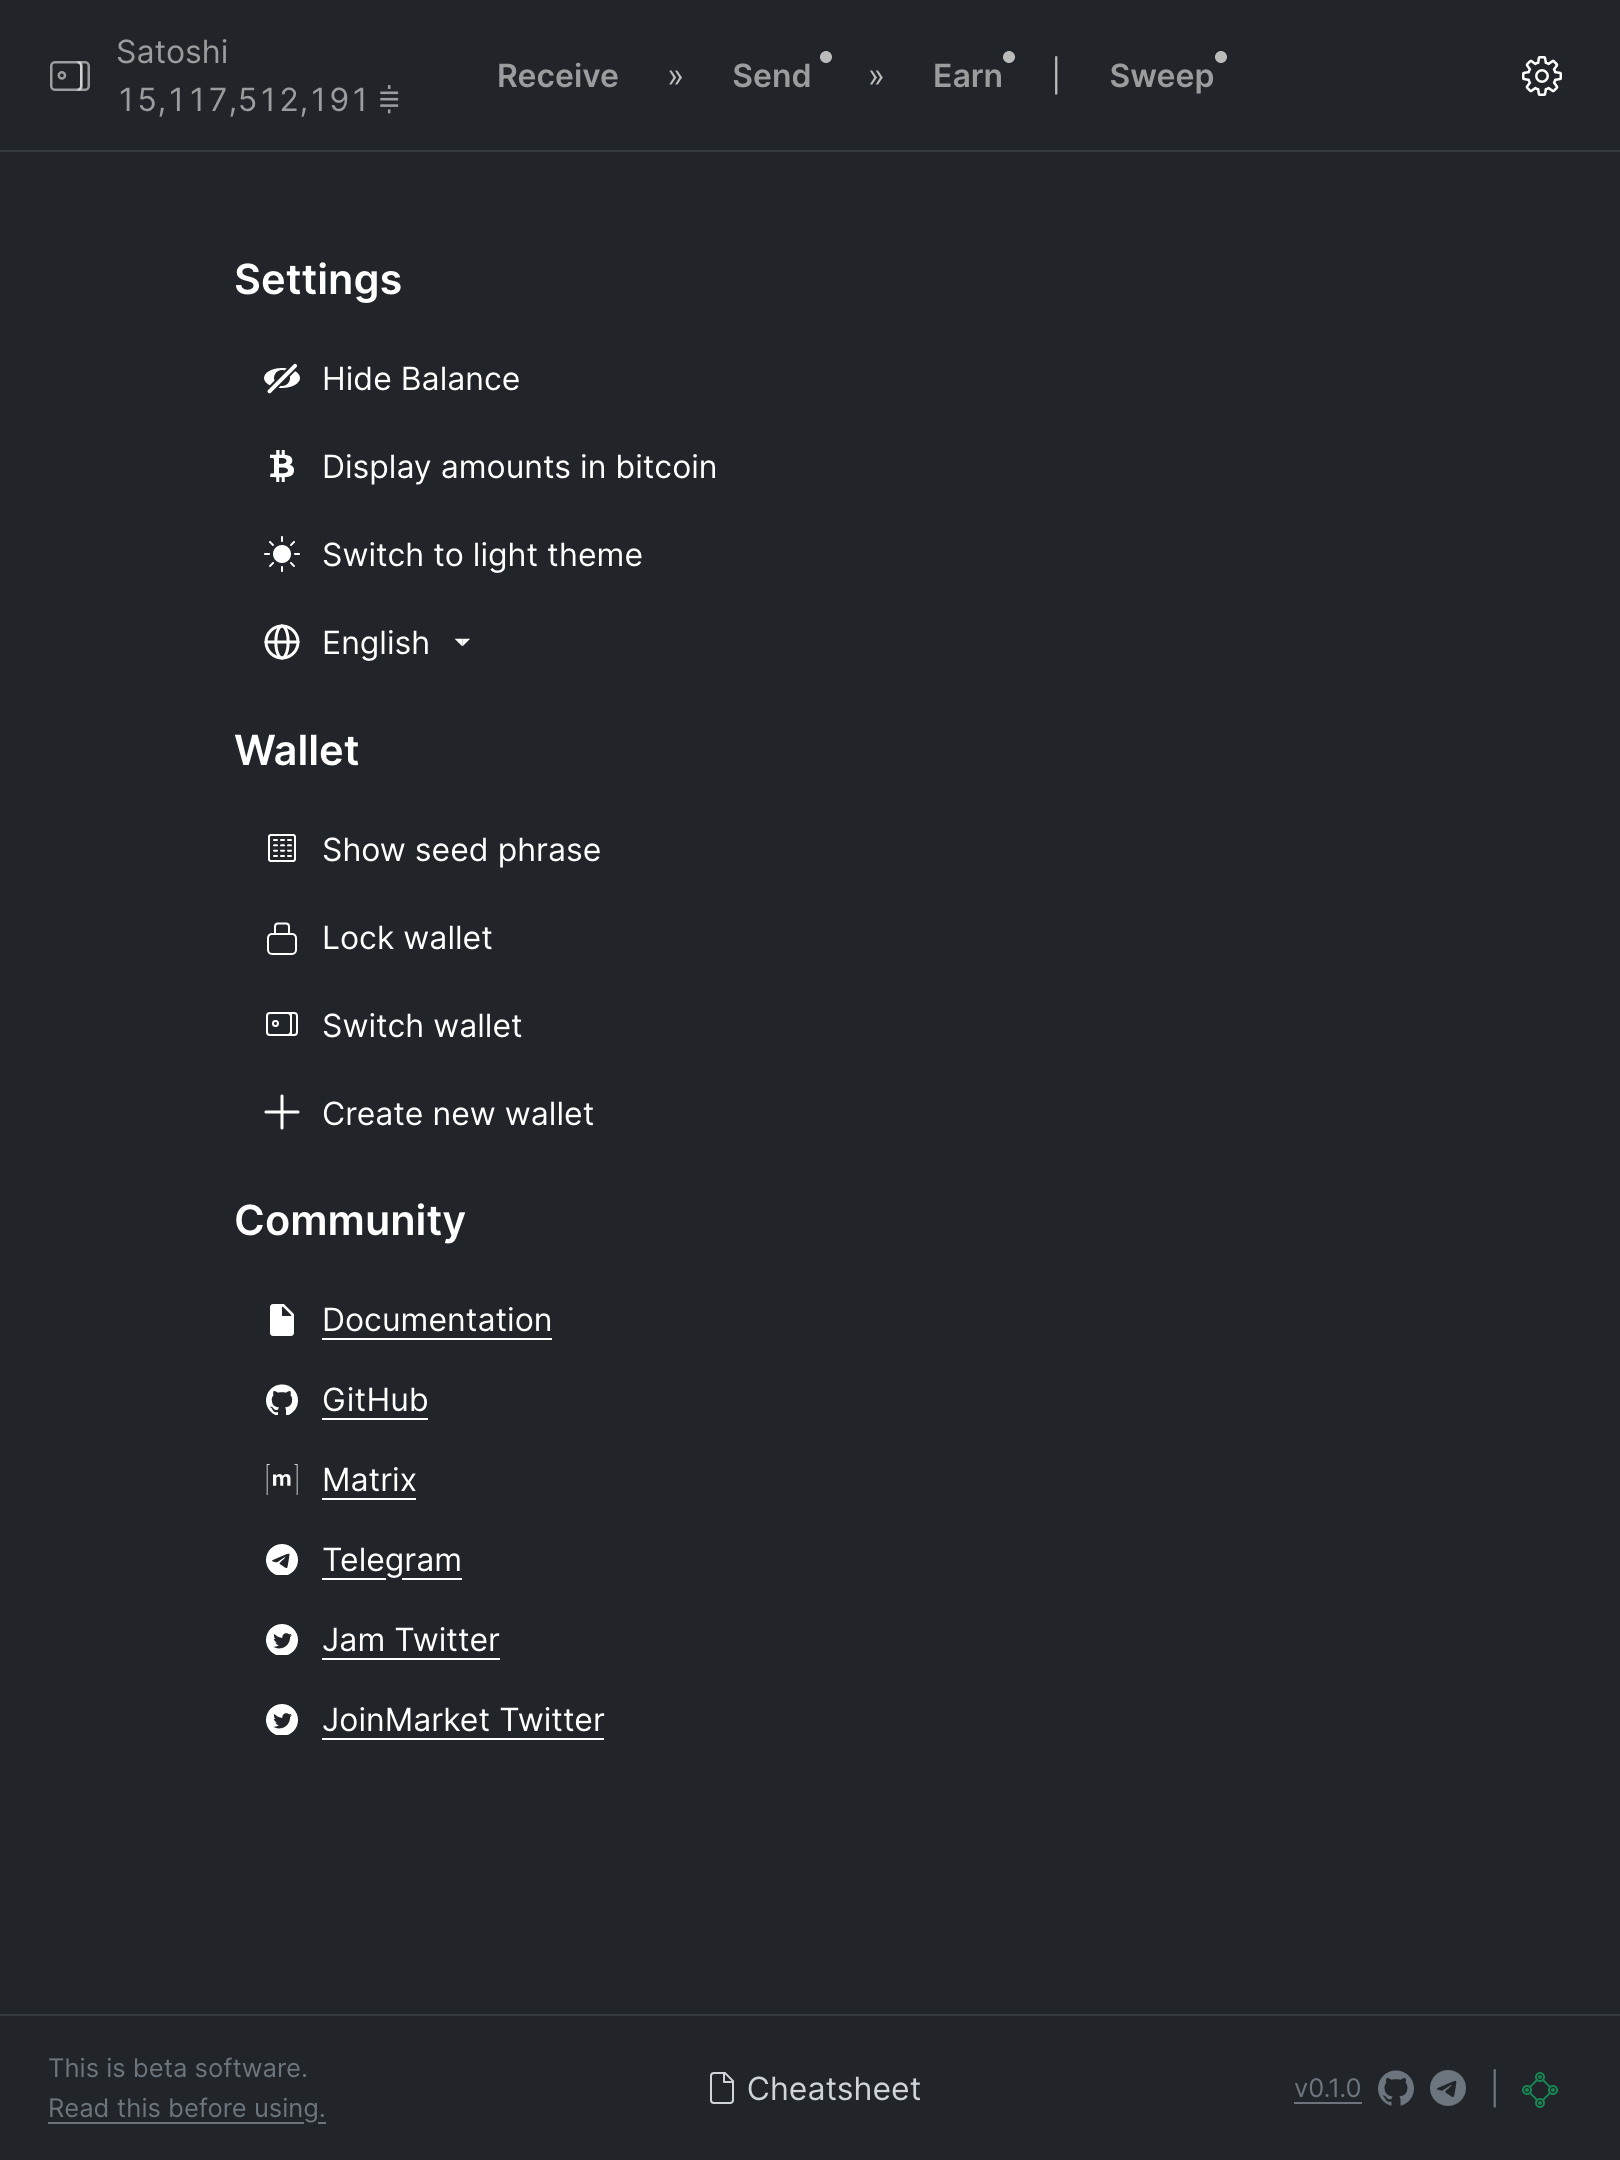 Satoshi
15,117,512,191
Receive » Send » Earn | Sweep
Settings
Hide Balance
Display amounts in bitcoin
Switch to light theme
English
Wallet
Show seed phrase
Lock wallet
Switch wallet
Create new wallet
Community
Documentation
GitHub
[m] Matrix
Telegram
Jam Twitter
JoinMarket Twitter
This is beta software.
Read this before using.
Cheatsheet
v0.1.0